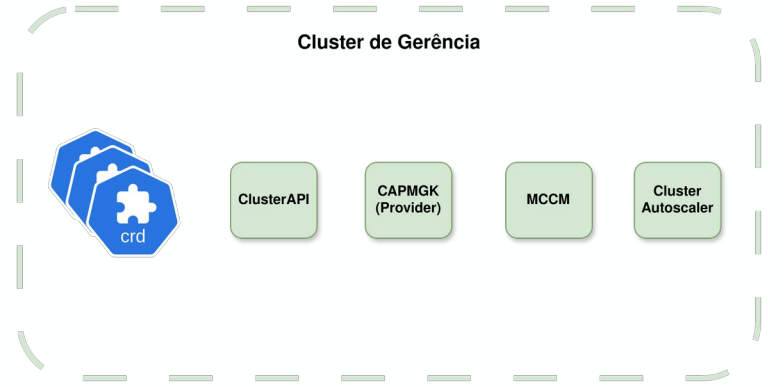 Cluster de Gerência
crd
ClusterAPI
CAPMGK
(Provider)
MCCM
Cluster
Autoscaler